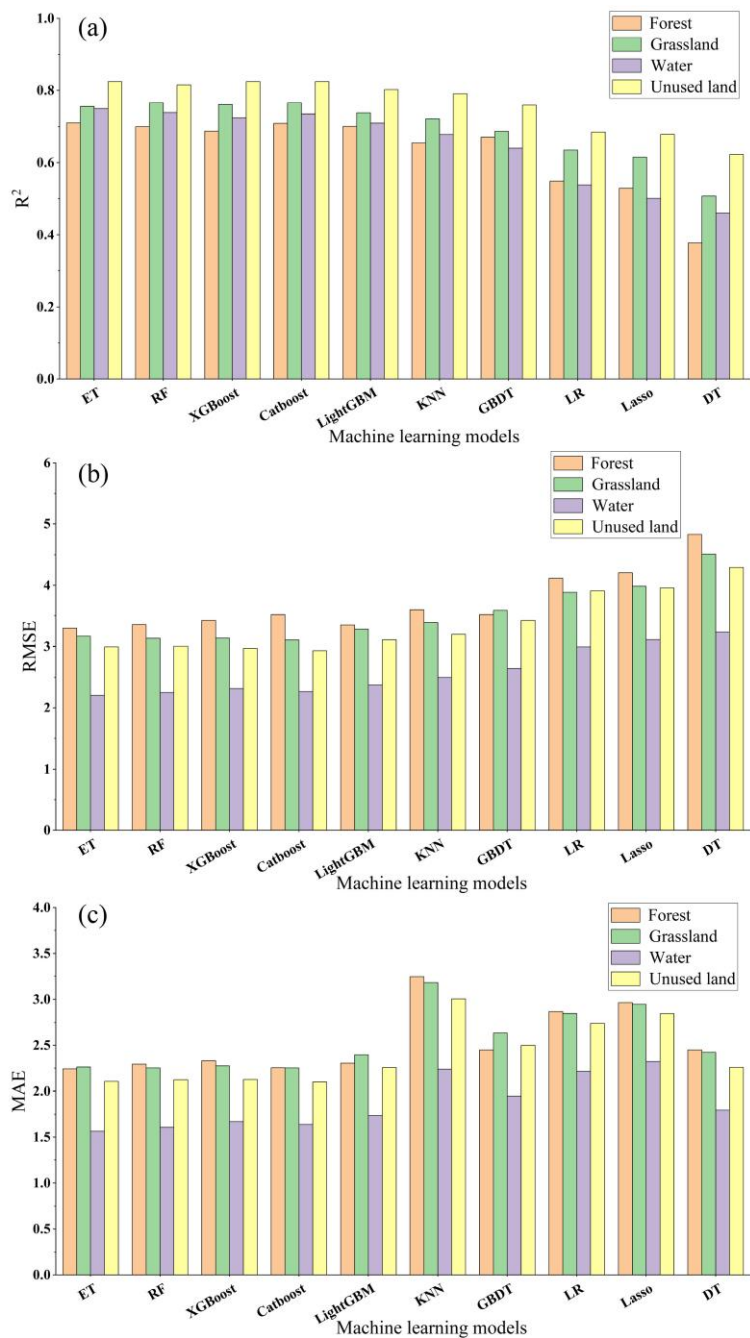 (a)
Forest
Grassland
Water
Unused land
1.0
0.8
0.6
0.4
0.2
0.0
R²
ET RF XGBoost Catboost LightGBM KNN GBDT LR Lasso DT
Machine learning models
(b)
Forest
Grassland
Water
Unused land
6
5
4
3
2
1
0
RMSE
ET RF XGBoost Catboost LightGBM KNN GBDT LR Lasso DT
Machine learning models
(c)
Forest
Grassland
Water
Unused land
4.0
3.5
3.0
2.5
2.0
1.5
1.0
0.5
0.0
MAE
ET RF XGBoost Catboost LightGBM KNN GBDT LR Lasso DT
Machine learning models